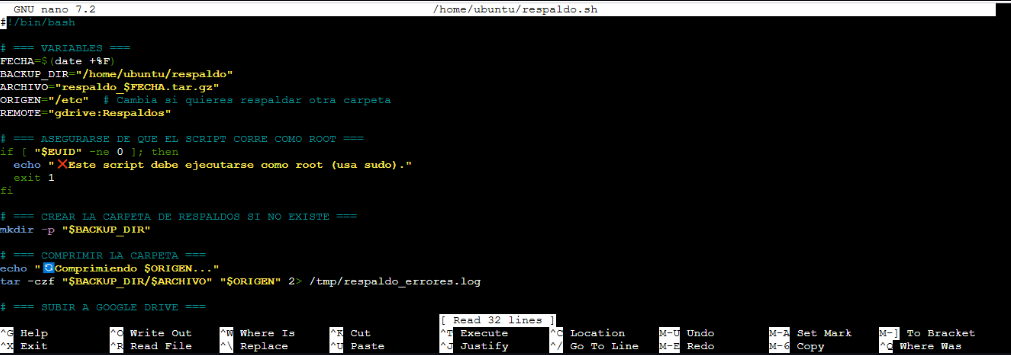 GNU nano 7.2 /home/ubuntu/respaldo.sh
#!/bin/bash
# === VARIABLES ===
FECHA=$(date +%F)
BACKUP_DIR="/home/ubuntu/respaldo"
ARCHIVO="respaldo_$FECHA.tar.gz"
ORIGEN="/etc"  # Cambia si quieres respaldar otra carpeta
REMOTE="gdrive:Respaldos"
# === ASEGURARSE DE QUE EL SCRIPT CORRE COMO ROOT ===
if [ "$EUID" -ne 0 ]; then
  echo "❌Este script debe ejecutarse como root (usa sudo)."
  exit 1
fi
# === CREAR LA CARPETA DE RESPALDOS SI NO EXISTE ===
mkdir -p "$BACKUP_DIR"
# === COMPRIMIR LA CARPETA ===
echo "🔄Comprimiendo $ORIGEN..."
tar -czf "$BACKUP_DIR/$ARCHIVO" "$ORIGEN" 2> /tmp/respaldo_errores.log
# === SUBIR A GOOGLE DRIVE ===
[ Read 32 lines ]
^G Help ^O Write Out ^W Where Is ^K Cut ^T Execute ^C Location M-U Undo M-A Set Mark M-] To Bracket
^X Exit ^R Read File ^\ Replace ^U Paste ^J Justify ^/ Go To Line M-E Redo M-6 Copy ^Q Where Was